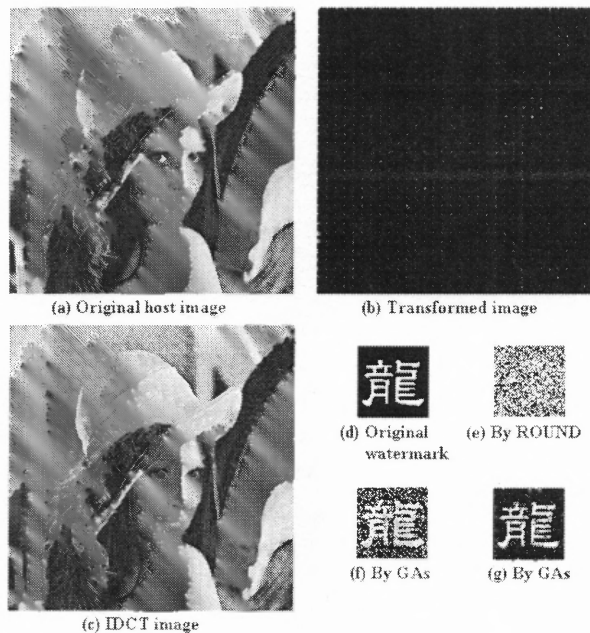 (a) Original host image
(b) Transformed image
龍
(d) Original
watermark
(e) By ROUND
龍
龍
(f) By GAs
(g) By GAs
(c) IDCT image